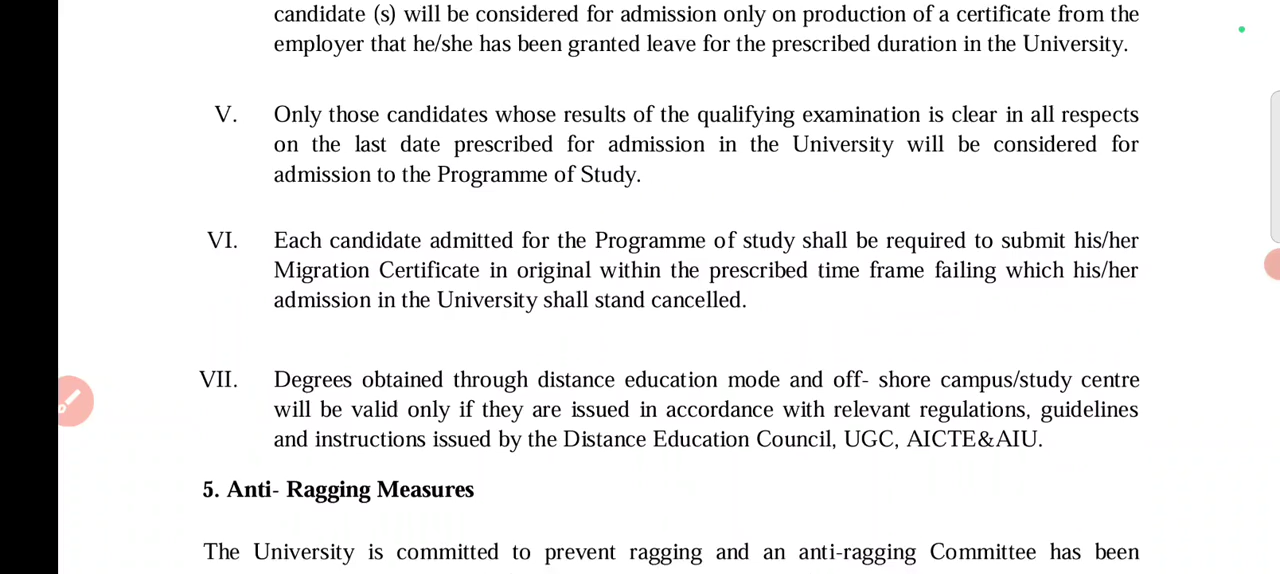 candidate (s) will be considered for admission only on production of a certificate from the
employer that he/she has been granted leave for the prescribed duration in the University.
V. Only those candidates whose results of the qualifying examination is clear in all respects
on the last date prescribed for admission in the University will be considered for
admission to the Programme of Study.
VI. Each candidate admitted for the Programme of study shall be required to submit his/her
Migration Certificate in original within the prescribed time frame failing which his/her
admission in the University shall stand cancelled.
VII. Degrees obtained through distance education mode and off- shore campus/study centre
will be valid only if they are issued in accordance with relevant regulations, guidelines
and instructions issued by the Distance Education Council, UGC, AICTE&AIU.
5. Anti- Ragging Measures
The University is committed to prevent ragging and an anti-ragging Committee has been